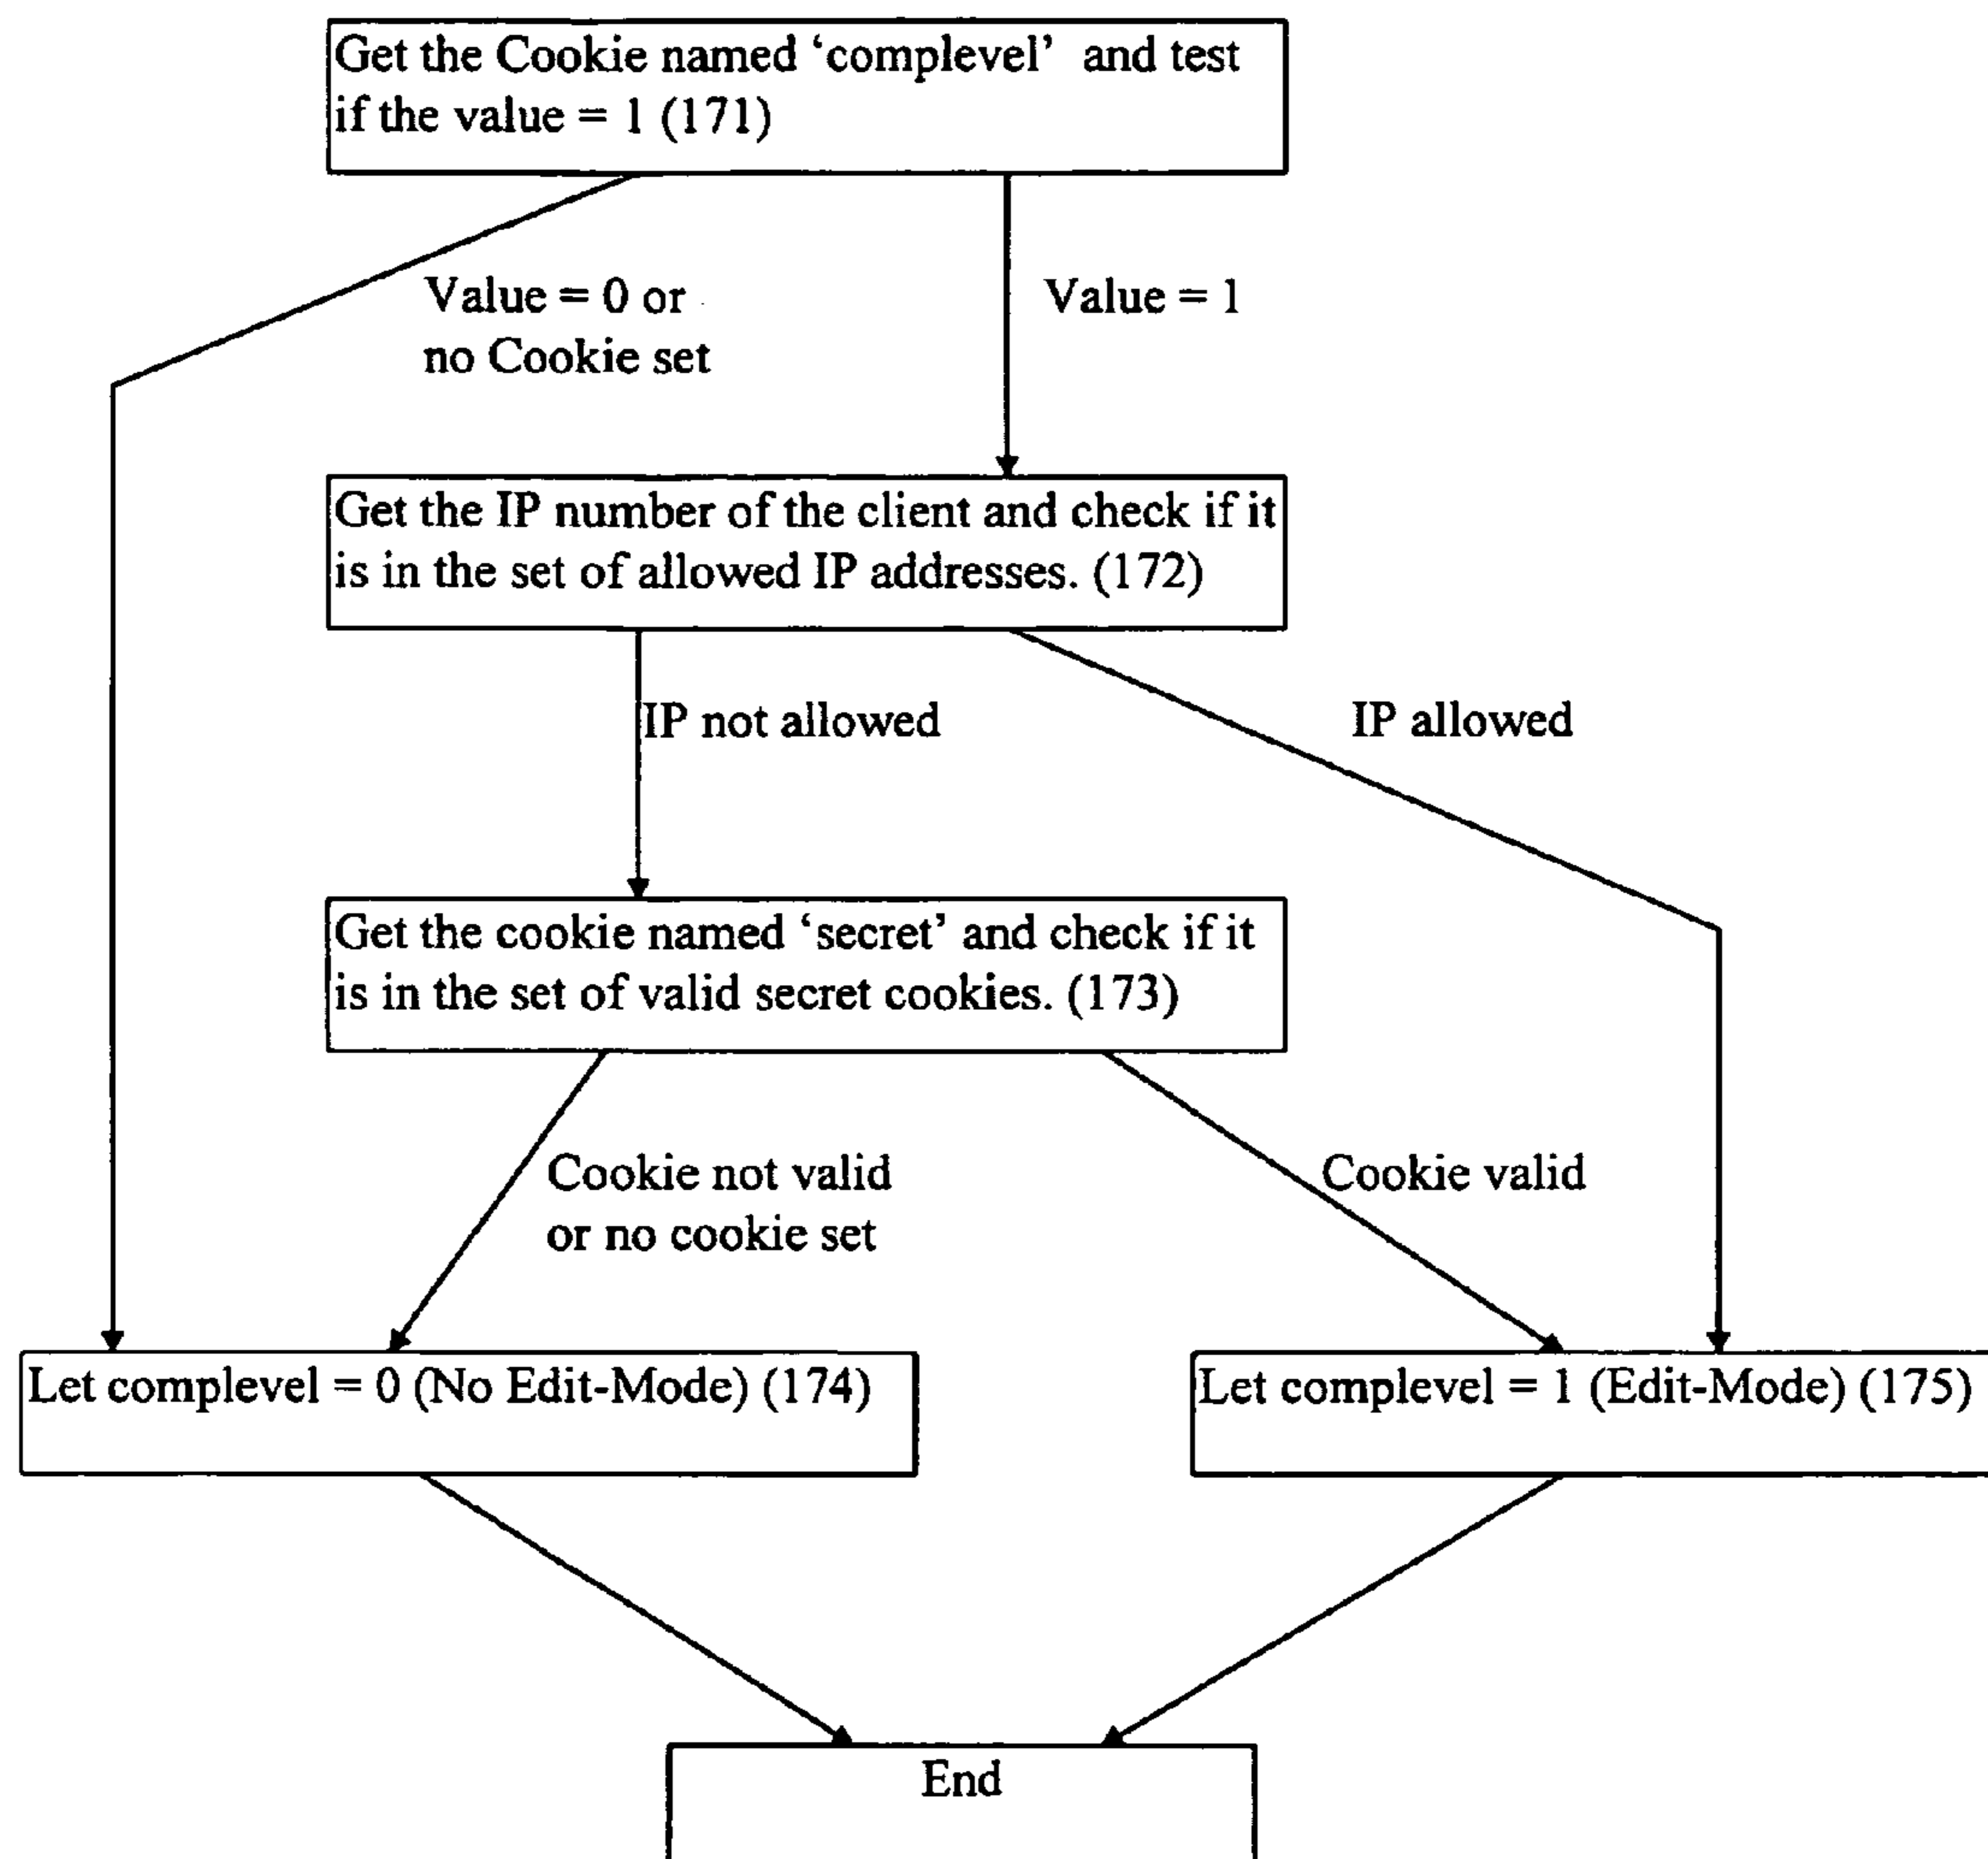 Get the Cookie named ‘complevel’ and test
if the value = 1 (171)
Value = 0 or
no Cookie set
Value = 1
Get the IP number of the client and check if it
is in the set of allowed IP addresses. (172)
IP not allowed
IP allowed
Get the cookie named ‘secret’ and check if it
is in the set of valid secret cookies. (173)
Cookie not valid
or no cookie set
Cookie valid
Let complevel = 0 (No Edit-Mode) (174)
Let complevel = 1 (Edit-Mode) (175)
End